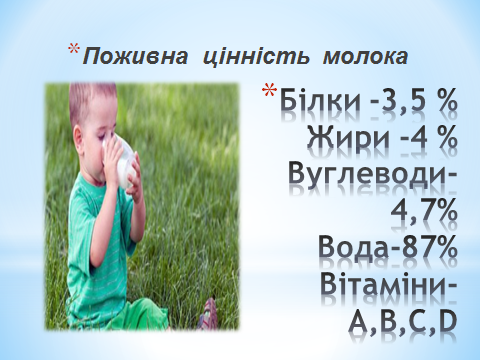 *Поживна цінність молока
*Білки -3,5 %
Жири -4 %
Вуглеводи-
4,7%
Вода-87%
Вітаміни-
А,В,С,D